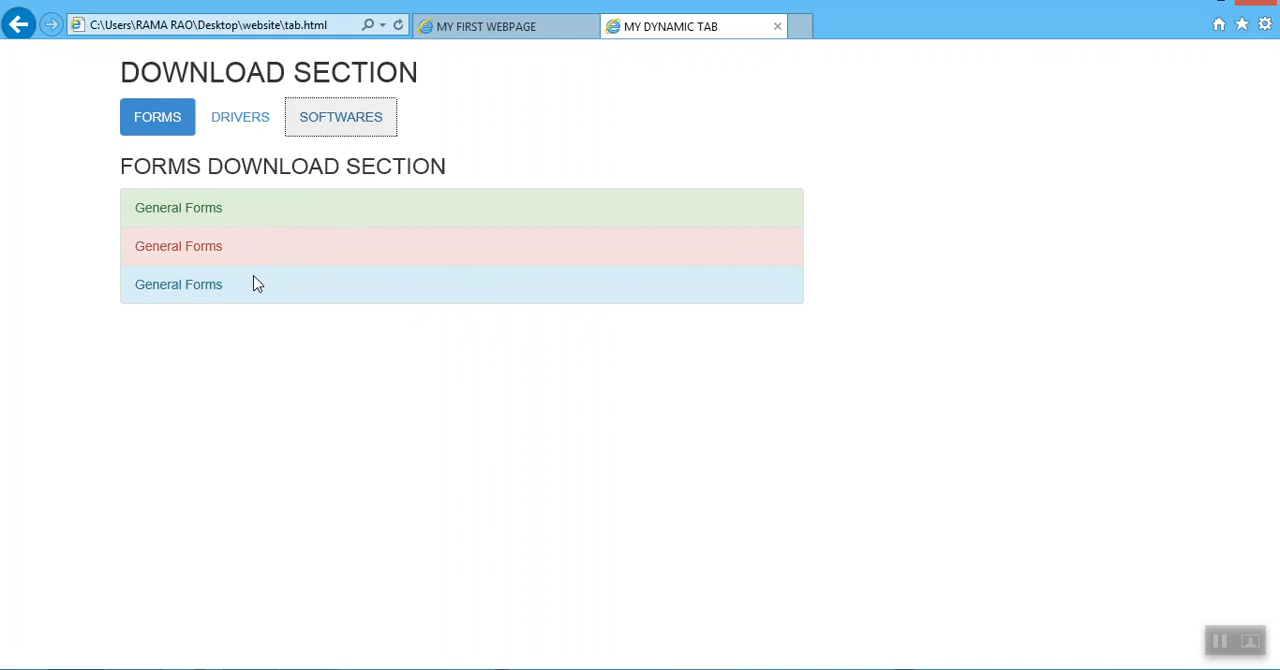 C:\Users\RAMA RAO\Desktop\website\tab.html
MY FIRST WEBPAGE
MY DYNAMIC TAB
DOWNLOAD SECTION
FORMS DRIVERS SOFTWARES
FORMS DOWNLOAD SECTION
General Forms
General Forms
General Forms